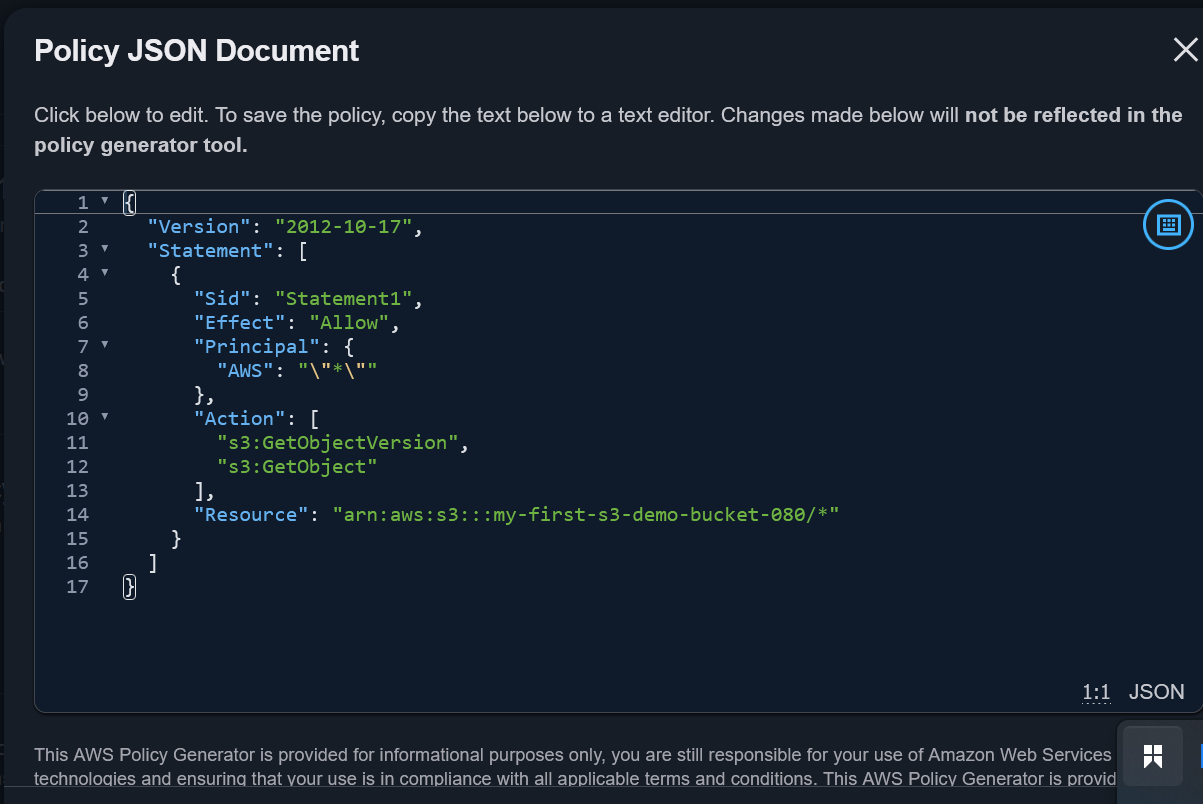 Policy JSON Document
Click below to edit. To save the policy, copy the text below to a text editor. Changes made below will not be reflected in the
policy generator tool.
1 {
2   "Version": "2012-10-17",
3   "Statement": [
4     {
5       "Sid": "Statement1",
6       "Effect": "Allow",
7       "Principal": {
8         "AWS": "\"*\""
9       },
10       "Action": [
11         "s3:GetObjectVersion",
12         "s3:GetObject"
13       ],
14       "Resource": "arn:aws:s3:::my-first-s3-demo-bucket-080/*"
15     }
16   ]
17 }
1:1 JSON
This AWS Policy Generator is provided for informational purposes only, you are still responsible for your use of Amazon Web Services
technologies and ensuring that your use is in compliance with all applicable terms and conditions. This AWS Policy Generator is provid